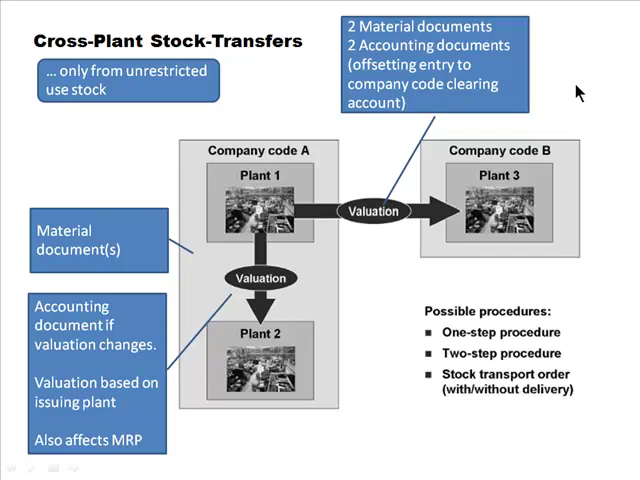 Cross-Plant Stock-Transfers
... only from unrestricted
use stock
2 Material documents
2 Accounting documents
(offsetting entry to
company code clearing
account)
Company code A
Plant 1
Valuation
Company code B
Plant 3
Material
document(s)
Valuation
Accounting
document if
valuation changes.
Valuation based on
issuing plant
Also affects MRP
Plant 2
Possible procedures:
■ One-step procedure
■ Two-step procedure
■ Stock transport order
(with/without delivery)